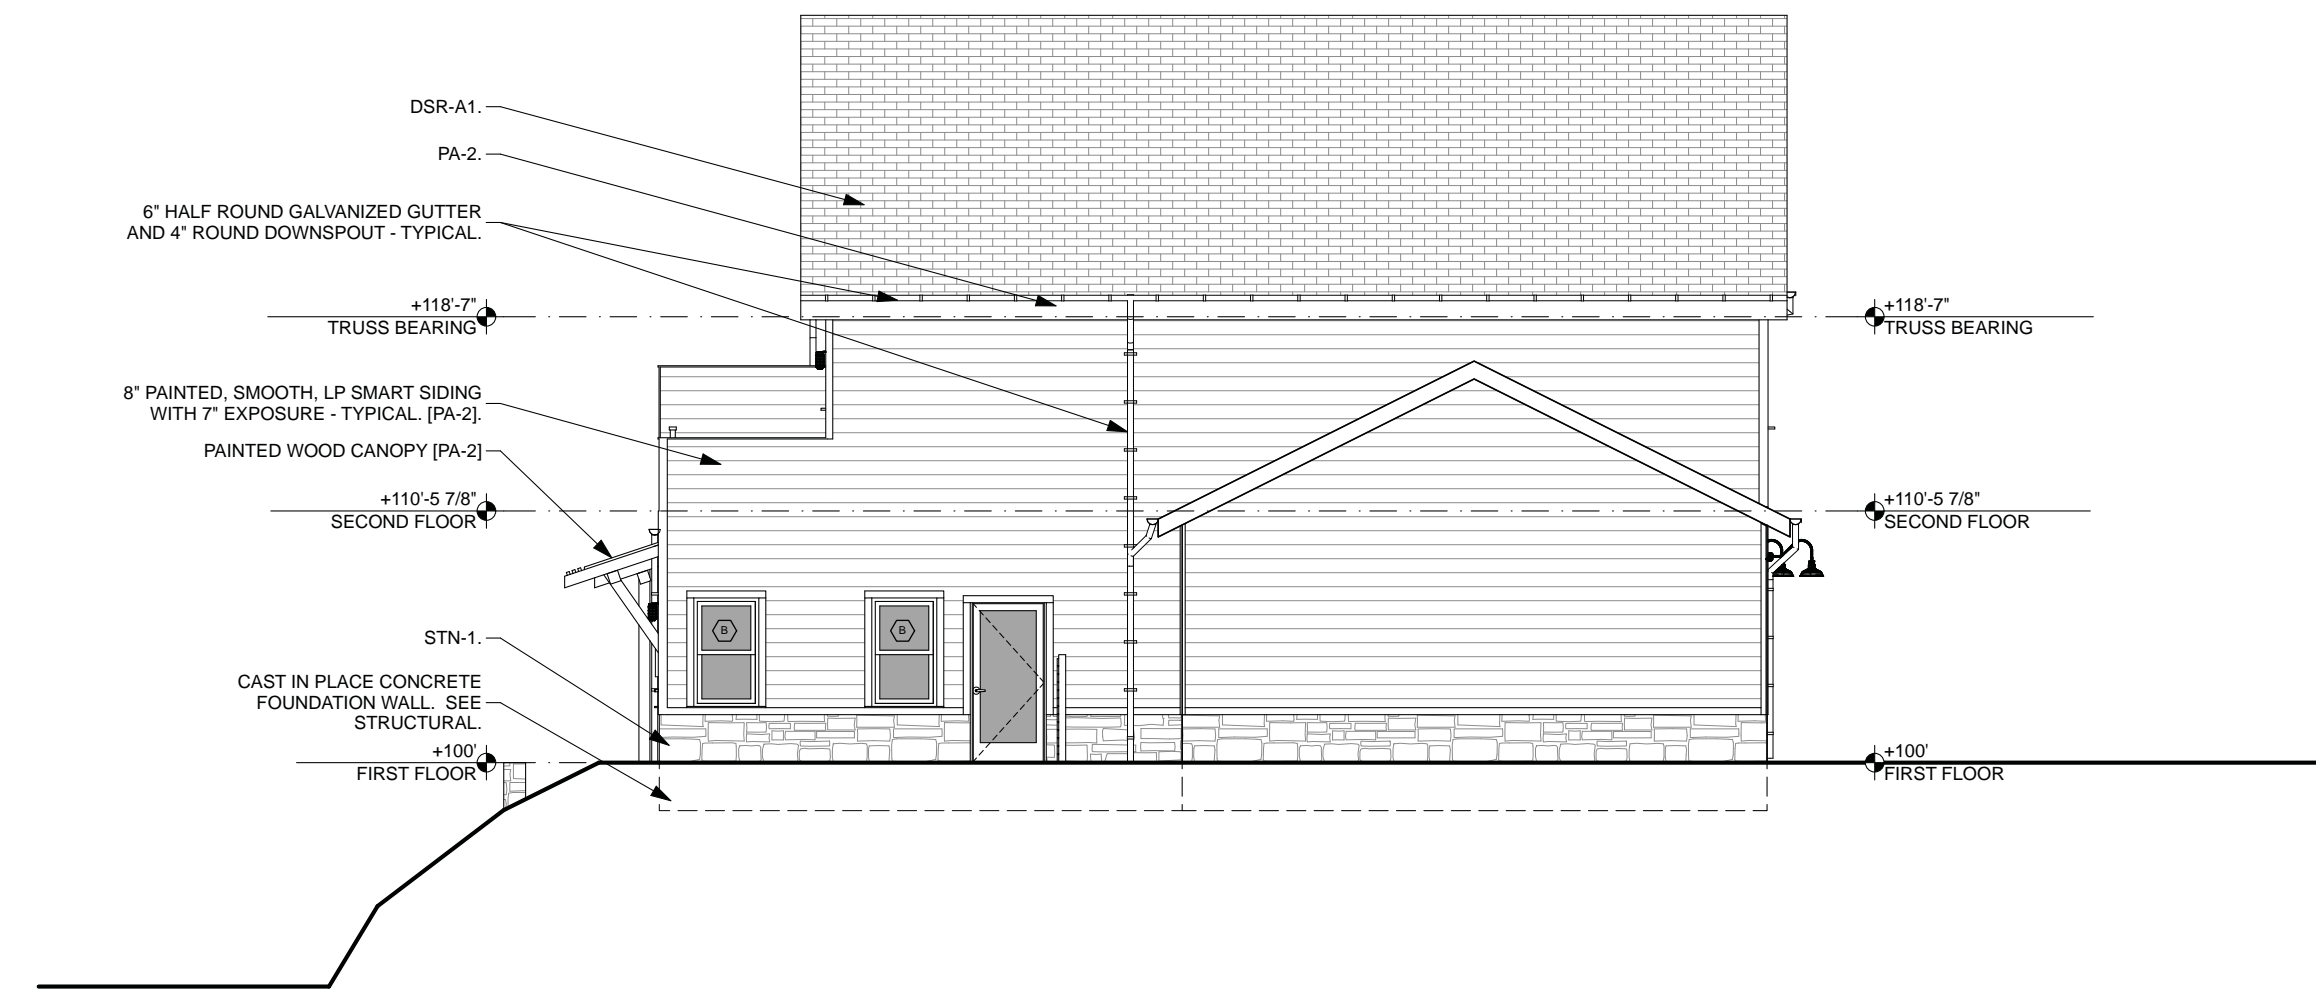 DSR-A1.
PA-2.
6" HALF ROUND GALVANIZED GUTTER
AND 4" ROUND DOWNSPOUT - TYPICAL.
+118'-7"
TRUSS BEARING
+118'-7"
TRUSS BEARING
8" PAINTED, SMOOTH, LP SMART SIDING
WITH 7" EXPOSURE - TYPICAL. [PA-2].
PAINTED WOOD CANOPY [PA-2]
+110'-5 7/8"
SECOND FLOOR
+110'-5 7/8"
SECOND FLOOR
B
B
STN-1.
CAST IN PLACE CONCRETE
FOUNDATION WALL.  SEE
STRUCTURAL.
+100'
FIRST FLOOR
+100'
FIRST FLOOR